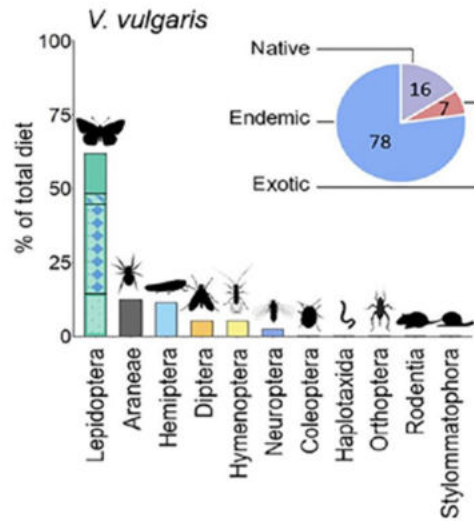 V. vulgaris
100
75
50
25
0
% of total diet
Native
Endemic
Exotic
16
7
78
Lepidoptera
Araneae
Hemiptera
Diptera
Hymenoptera
Neuroptera
Coleoptera
Haplotaxida
Orthoptera
Rodentia
Stylommatophora